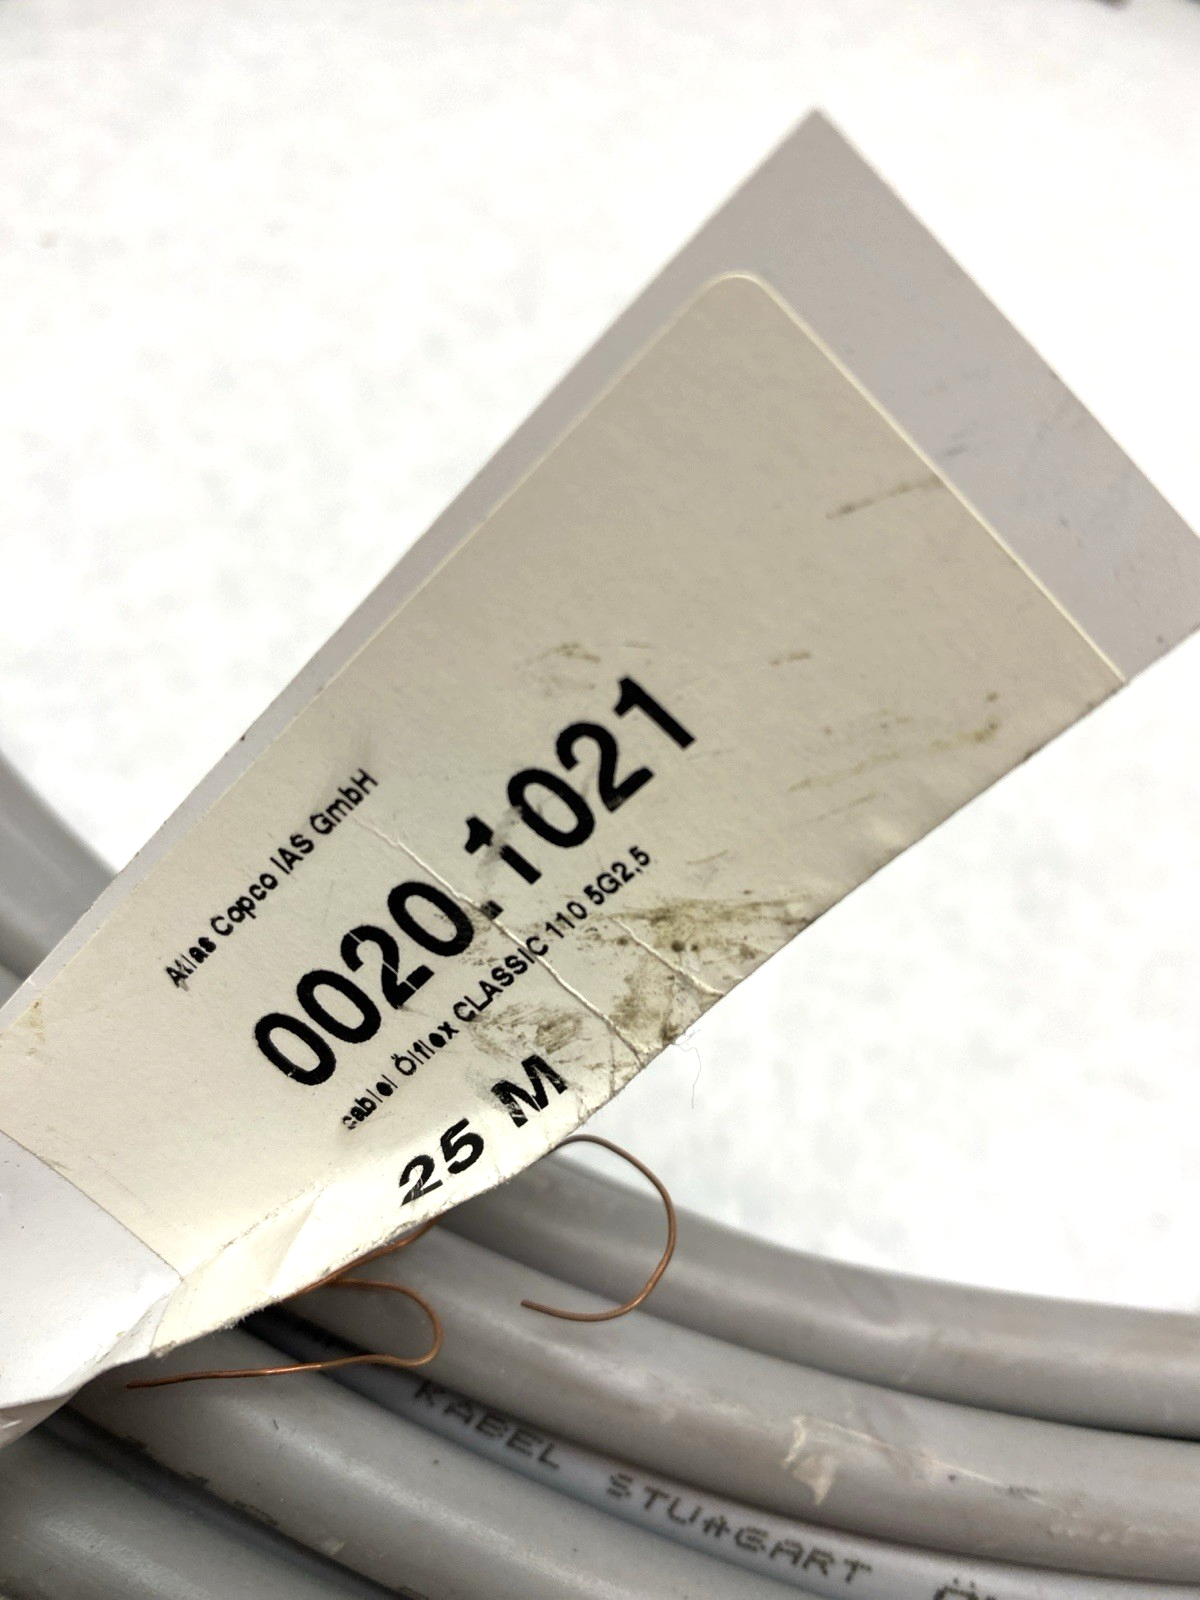 Atlas Copco IAS GmbH
0020.1021
cable| Ölflex CLASSIC 110 5G2,5
25 M
KABEL STUTTGART